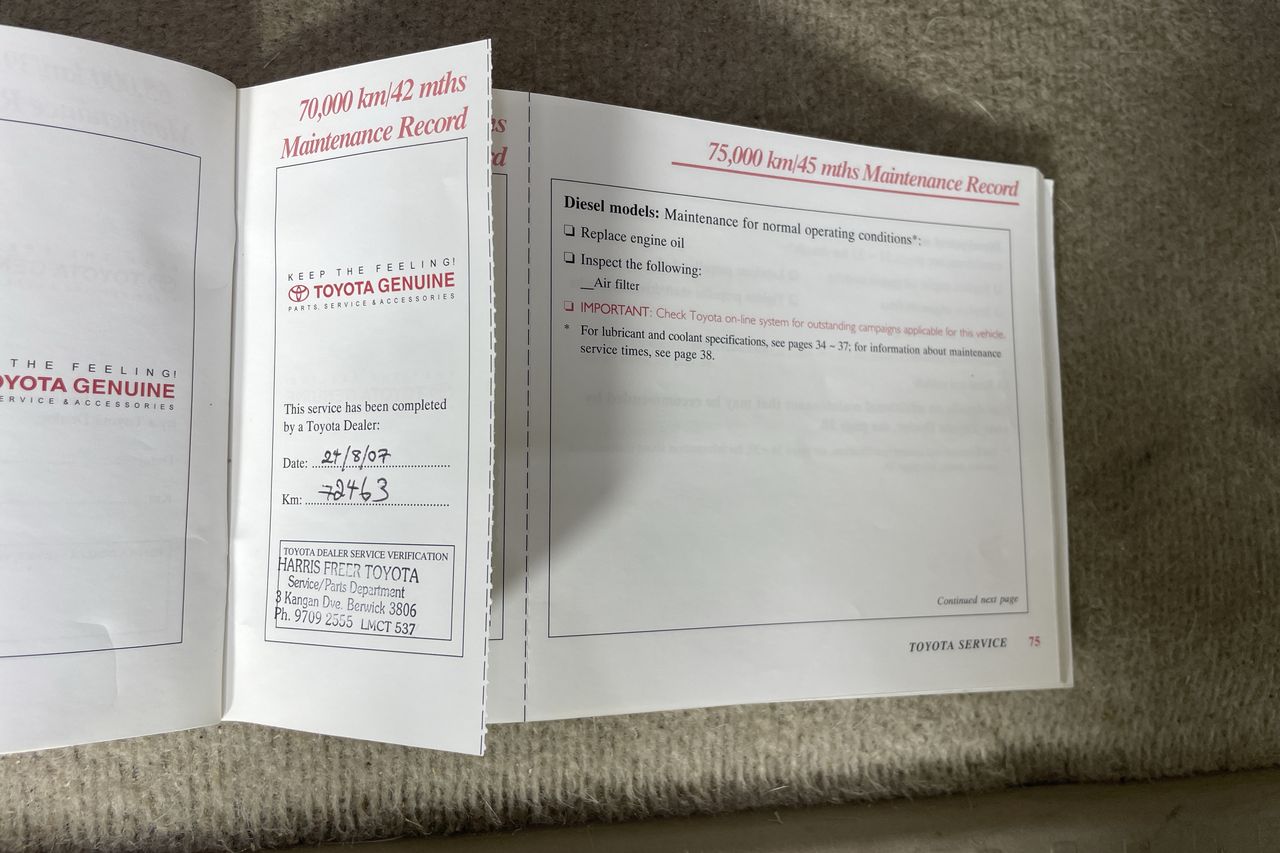 THE FEELING!
OYOTA GENUINE
SERVICE & ACCESSORIES
70,000 km/42 mths
Maintenance Record
KEEP THE FEELING!
TOYOTA GENUINE
PARTS, SERVICE & ACCESSORIES
This service has been completed
by a Toyota Dealer:
Date: 24/8/07
Km: 72463
TOYOTA DEALER SERVICE VERIFICATION
HARRIS FREER TOYOTA
Service/Parts Department
3 Kangan Dve. Berwick 3806
Ph. 9709 2555 LMCT 537
75,000 km/45 mths Maintenance Record
Diesel models: Maintenance for normal operating conditions*:
❏ Replace engine oil
❏ Inspect the following:
__Air filter
❏ IMPORTANT: Check Toyota on-line system for outstanding campaigns applicable for this vehicle.
* For lubricant and coolant specifications, see pages 34 ~ 37; for information about maintenance
service times, see page 38.
Continued next page
TOYOTA SERVICE 75